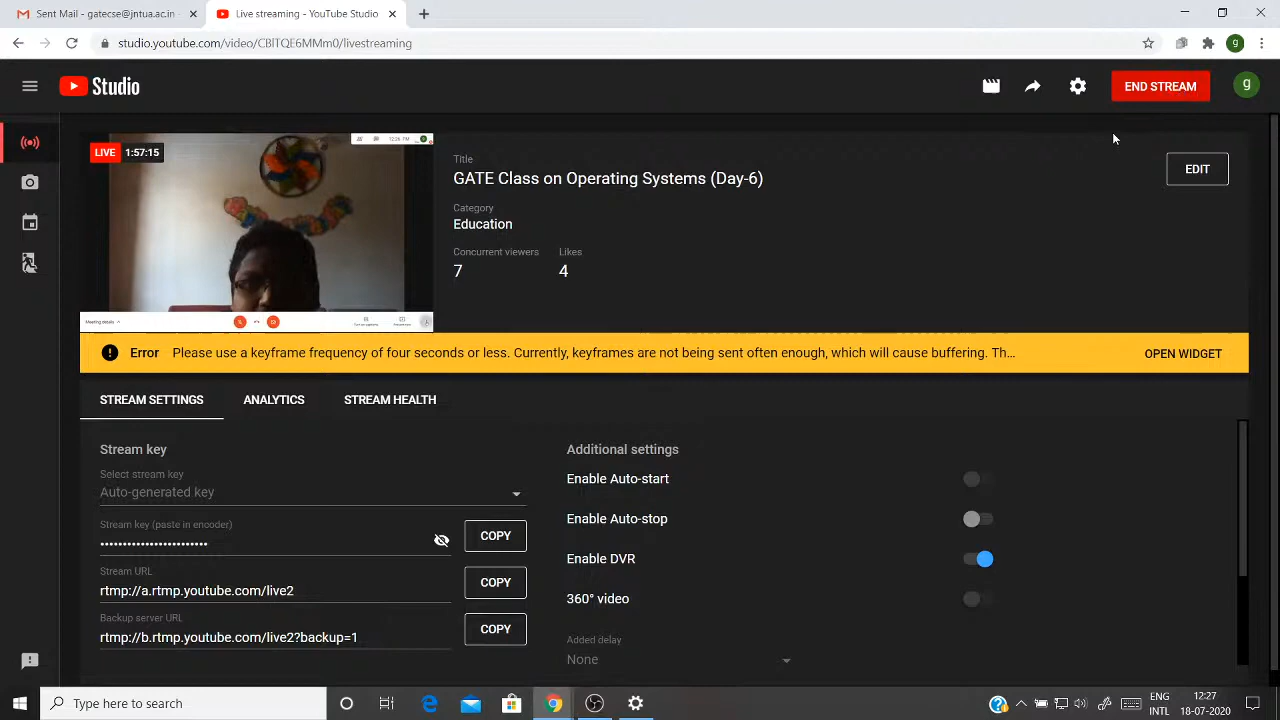 Sent Mail - gatecse@jntua.ac.in
Live streaming - YouTube Studio
studio.youtube.com/video/CBlTQE6MMm0/livestreaming
g
Studio
END STREAM
g
LIVE 1:57:15
12:26 PM
Meeting details
Title
GATE Class on Operating Systems (Day-6)
EDIT
Category
Education
Concurrent viewers Likes
7 4
Error Please use a keyframe frequency of four seconds or less. Currently, keyframes are not being sent often enough, which will cause buffering. Th... OPEN WIDGET
STREAM SETTINGS ANALYTICS STREAM HEALTH
Stream key
Select stream key
Auto-generated key
Stream key (paste in encoder)
COPY
Stream URL
rtmp://a.rtmp.youtube.com/live2
COPY
Backup server URL
rtmp://b.rtmp.youtube.com/live2?backup=1
COPY
Additional settings
Enable Auto-start
Enable Auto-stop
Enable DVR
360° video
Added delay
None
Type here to search
ENG
INTL
12:27
18-07-2020